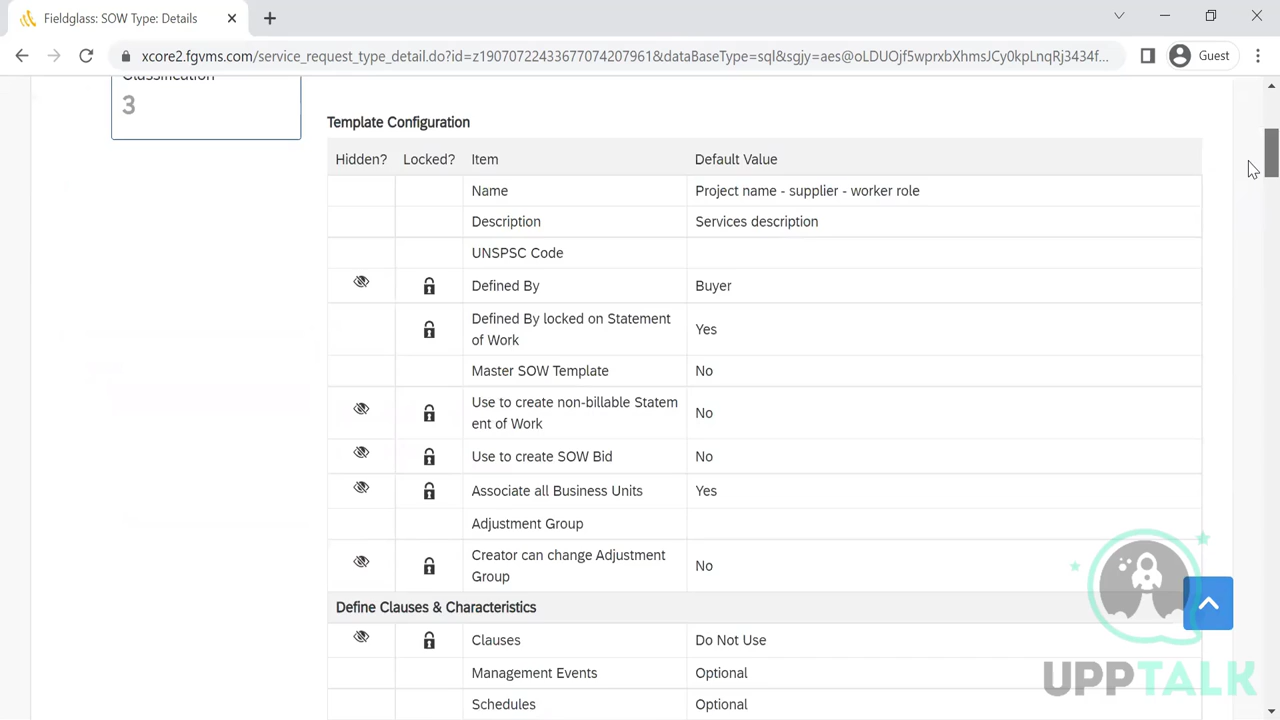 Fieldglass: SOW Type: Details
xcore2.fgvms.com/service_request_type_detail.do?id=z19070722433677074207961&dataBaseType=sql&sgjy=aes@oLDUOjf5wprxbXhmsJCy0kpLnqRj3434f...
Guest
Classification
3
Template Configuration
Hidden? Locked? Item Default Value
Name Project name - supplier - worker role
Description Services description
UNSPSC Code
Defined By Buyer
Defined By locked on Statement
of Work
Yes
Master SOW Template No
Use to create non-billable Statem
ent of Work
No
Use to create SOW Bid No
Associate all Business Units Yes
Adjustment Group
Creator can change Adjustment
Group
No
Define Clauses & Characteristics
Clauses Do Not Use
Management Events Optional
Schedules Optional
UPPTALK